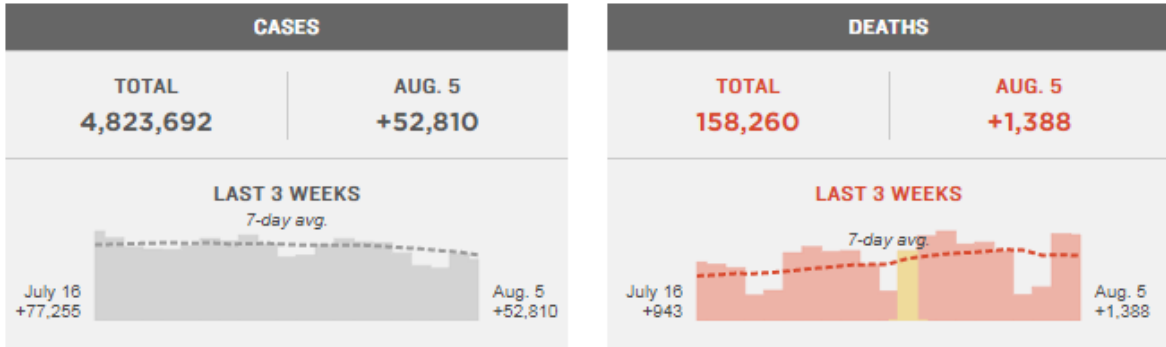 CASES
TOTAL
4,823,692
AUG. 5
+52,810
LAST 3 WEEKS
7-day avg.
July 16
+77,255
Aug. 5
+52,810
DEATHS
TOTAL
158,260
AUG. 5
+1,388
LAST 3 WEEKS
7-day avg.
July 16
+943
Aug. 5
+1,388